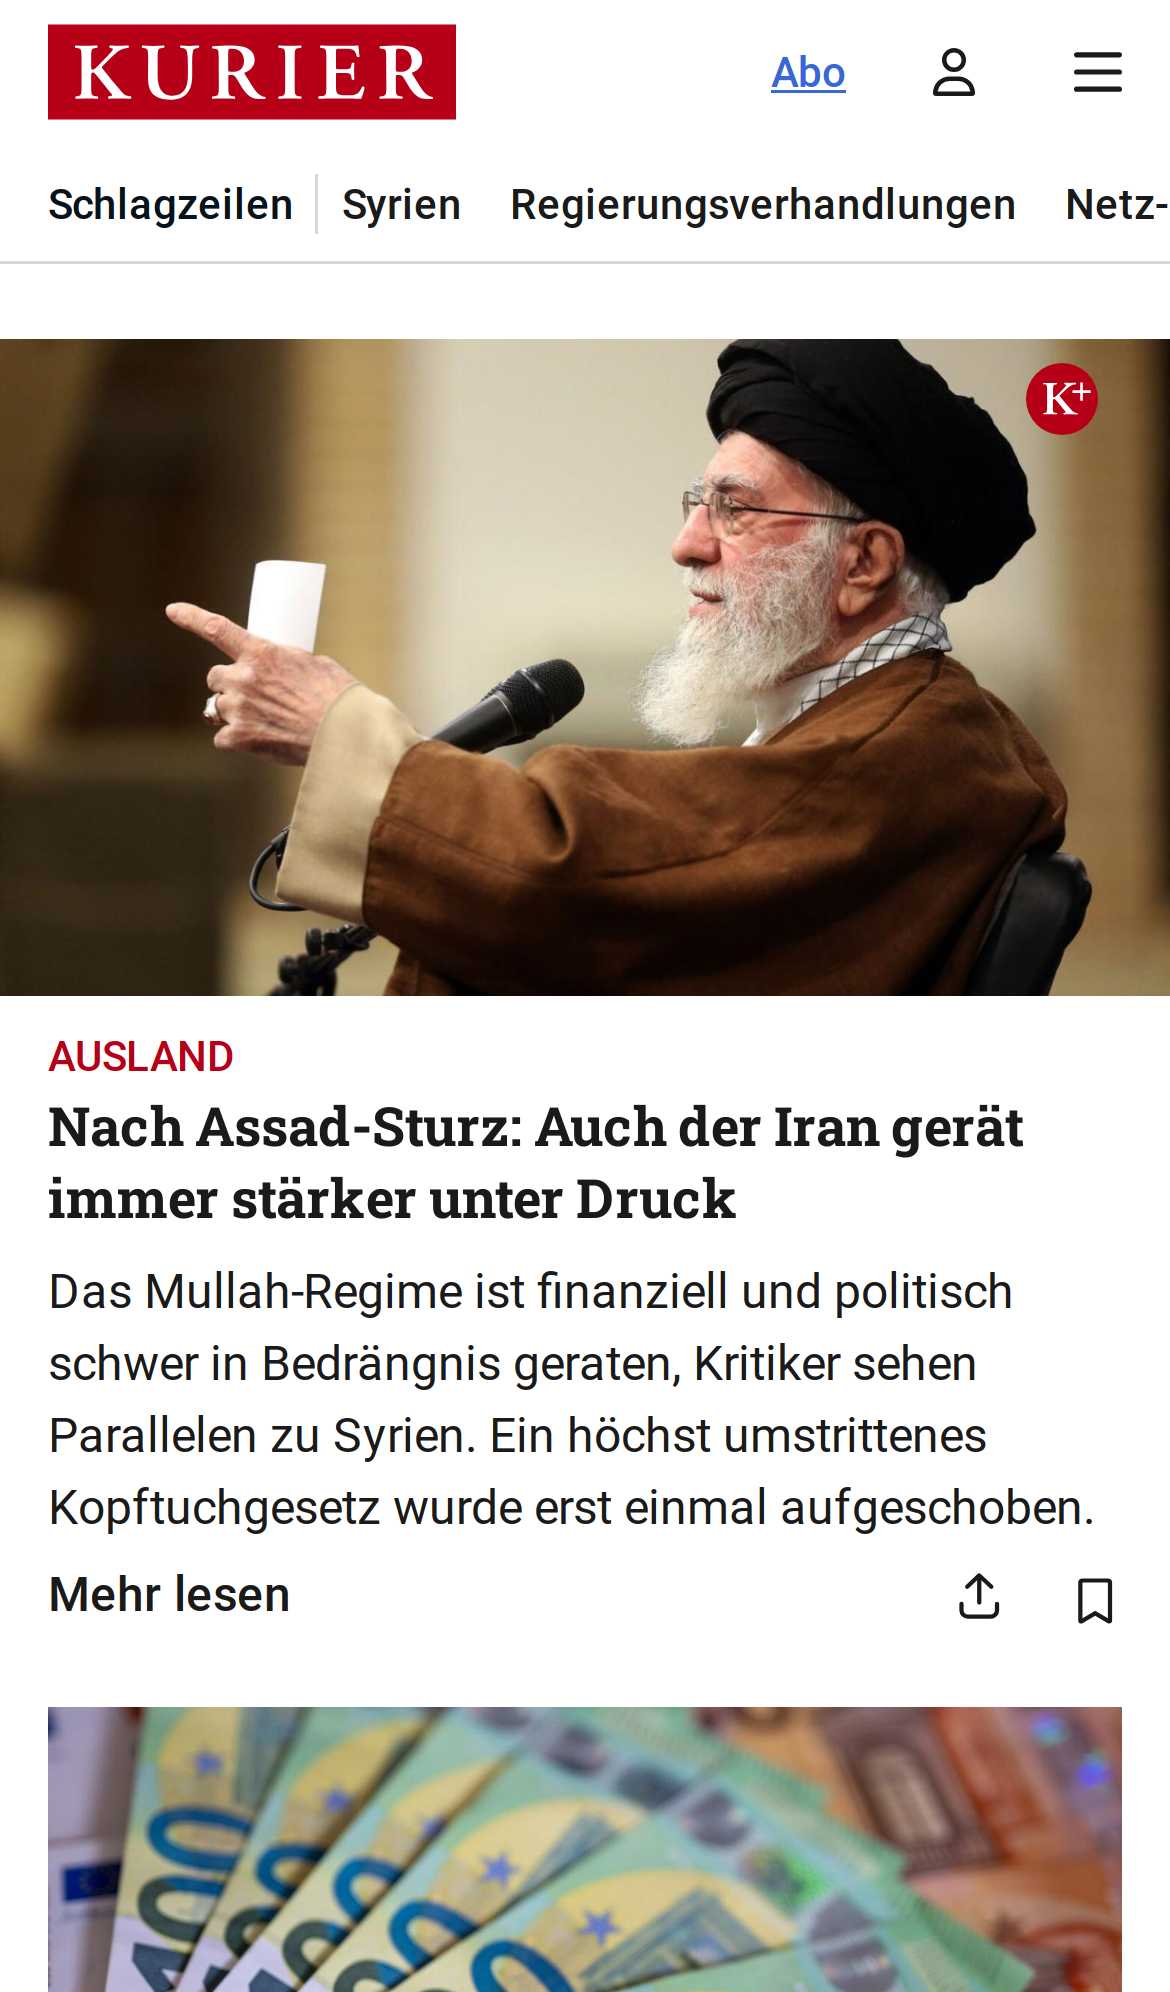 KURIER
Abo
Schlagzeilen
Syrien
Regierungsverhandlungen
Netz-
K+
AUSLAND
Nach Assad-Sturz: Auch der Iran gerät
immer stärker unter Druck
Das Mullah-Regime ist finanziell und politisch
schwer in Bedrängnis geraten, Kritiker sehen
Parallelen zu Syrien. Ein höchst umstrittenes
Kopftuchgesetz wurde erst einmal aufgeschoben.
Mehr lesen
100